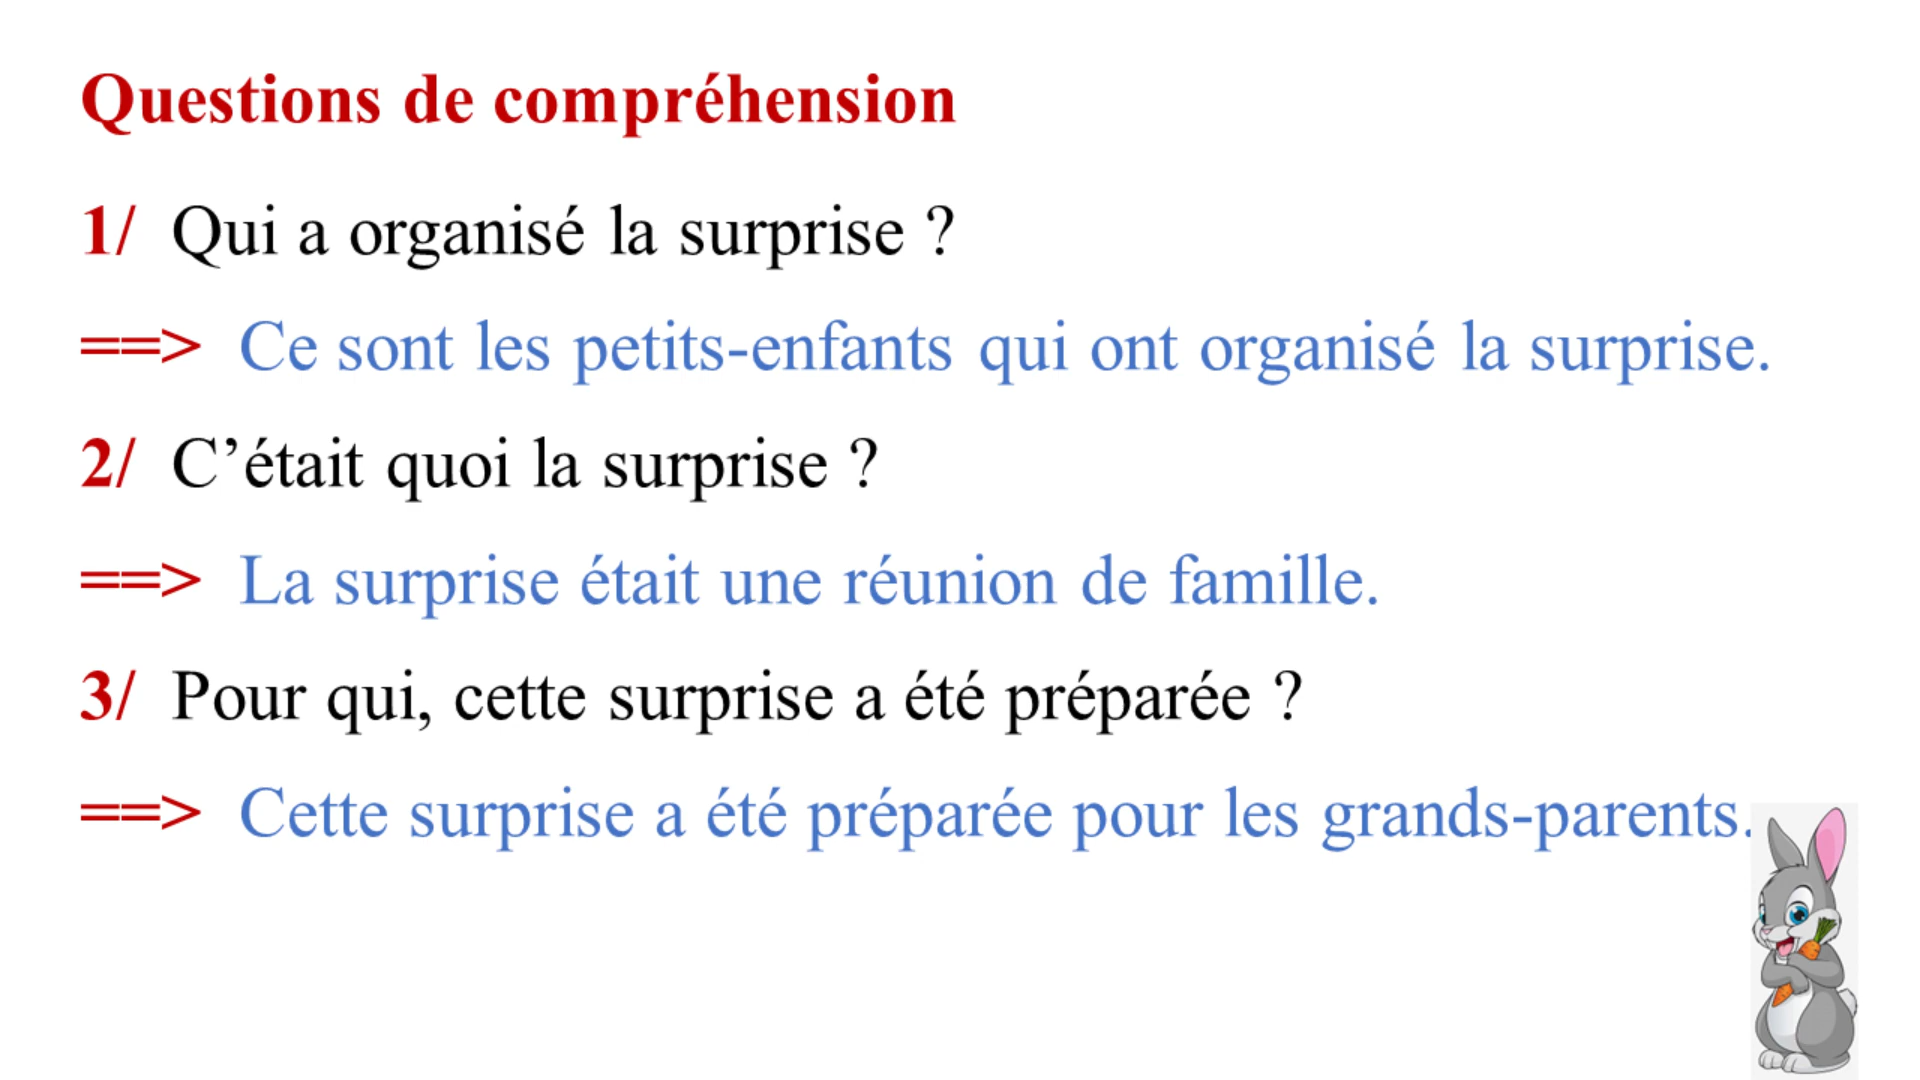 Questions de compréhension
1/ Qui a organisé la surprise ?
==> Ce sont les petits-enfants qui ont organisé la surprise.
2/ C’était quoi la surprise ?
==> La surprise était une réunion de famille.
3/ Pour qui, cette surprise a été préparée ?
==> Cette surprise a été préparée pour les grands-parents.